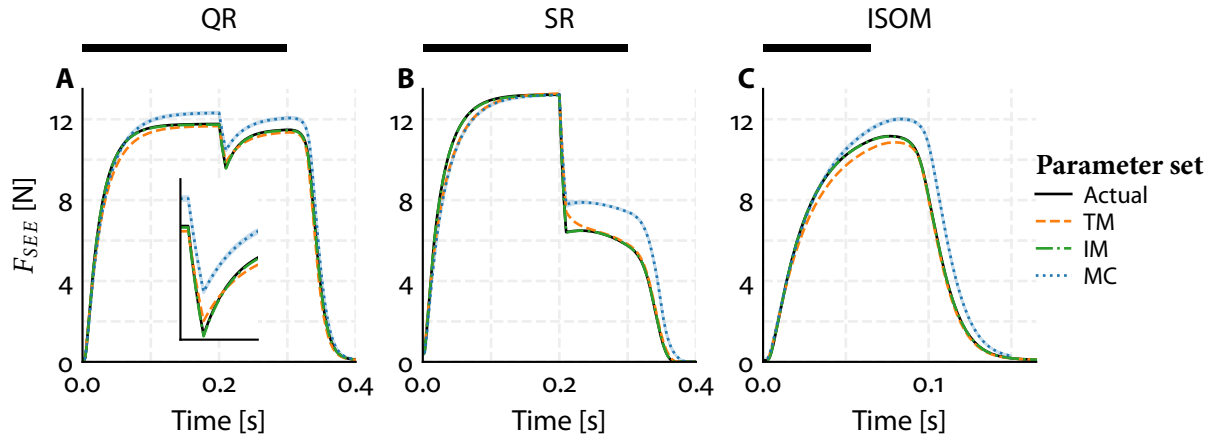 QR SR ISOM
A B C
12 12 12
8 8 8
4 4 4
0 0 0
F_SEE [N]
0.0 0.2 0.4 0.0 0.2 0.4 0.0 0.1
Time [s] Time [s] Time [s]
Parameter set
Actual
TM
IM
MC